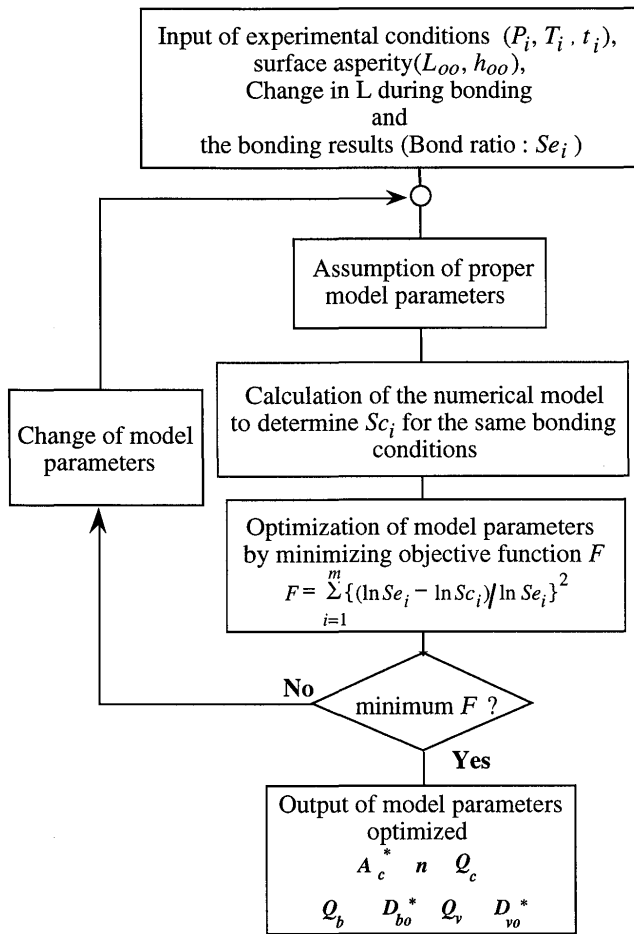 Input of experimental conditions (P_i, T_i, t_i),
surface asperity(L_oo, h_oo),
Change in L during bonding
and
the bonding results (Bond ratio : Se_i)
Assumption of proper
model parameters
Calculation of the numerical model
to determine Sc_i for the same bonding
conditions
Change of model
parameters
Optimization of model parameters
by minimizing objective function F
F = Σ_{i=1}^{m} {(ln Se_i − ln Sc_i)/ln Se_i}^2
No
minimum F ?
Yes
Output of model parameters
optimized
A_c^* n Q_c
Q_b D_bo^* Q_v D_vo^*